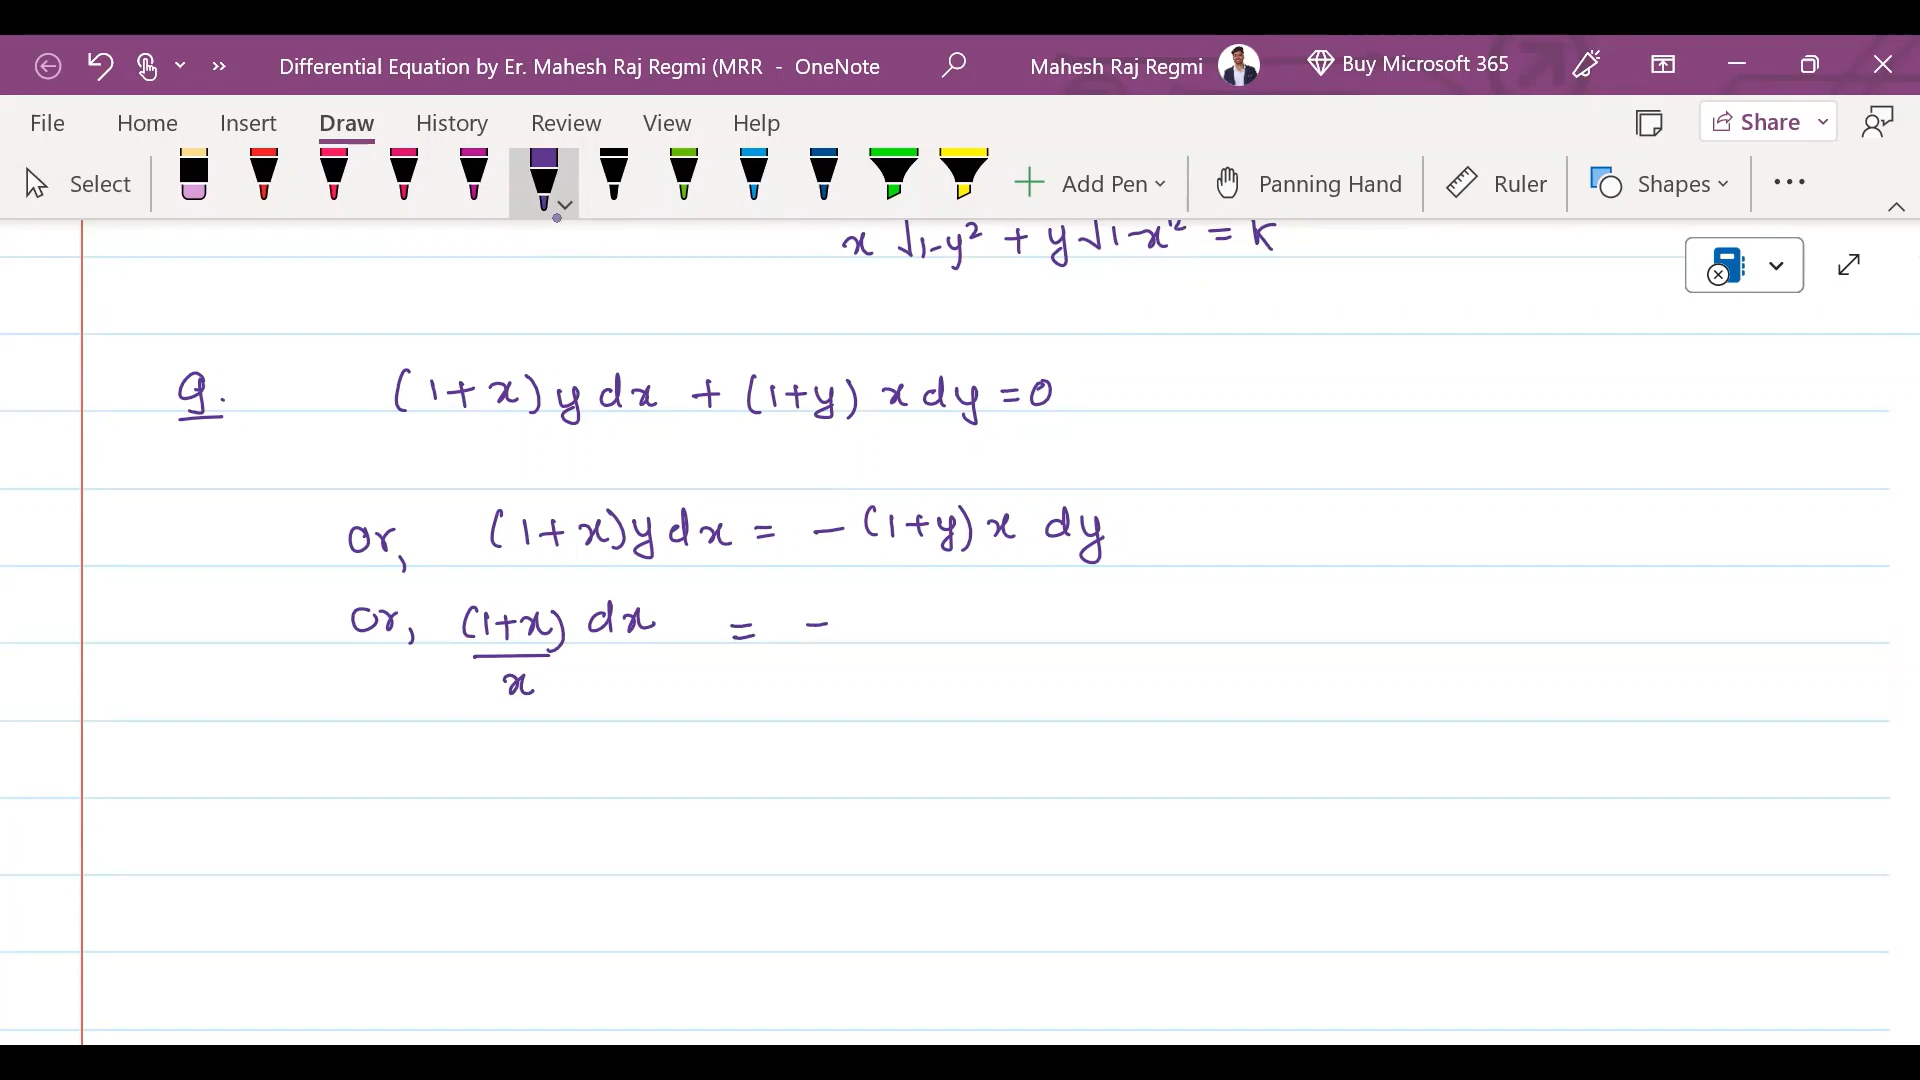 Differential Equation by Er. Mahesh Raj Regmi (MRR - OneNote
Mahesh Raj Regmi
Buy Microsoft 365
File Home Insert Draw History Review View Help
Share
Select
Add Pen
Panning Hand
Ruler
Shapes
x √1-y² + y √1-x² = k
Q. (1+x) y dx + (1+y) x dy = 0
or, (1+x) y dx = - (1+y) x dy
or, (1+x)/x dx = -